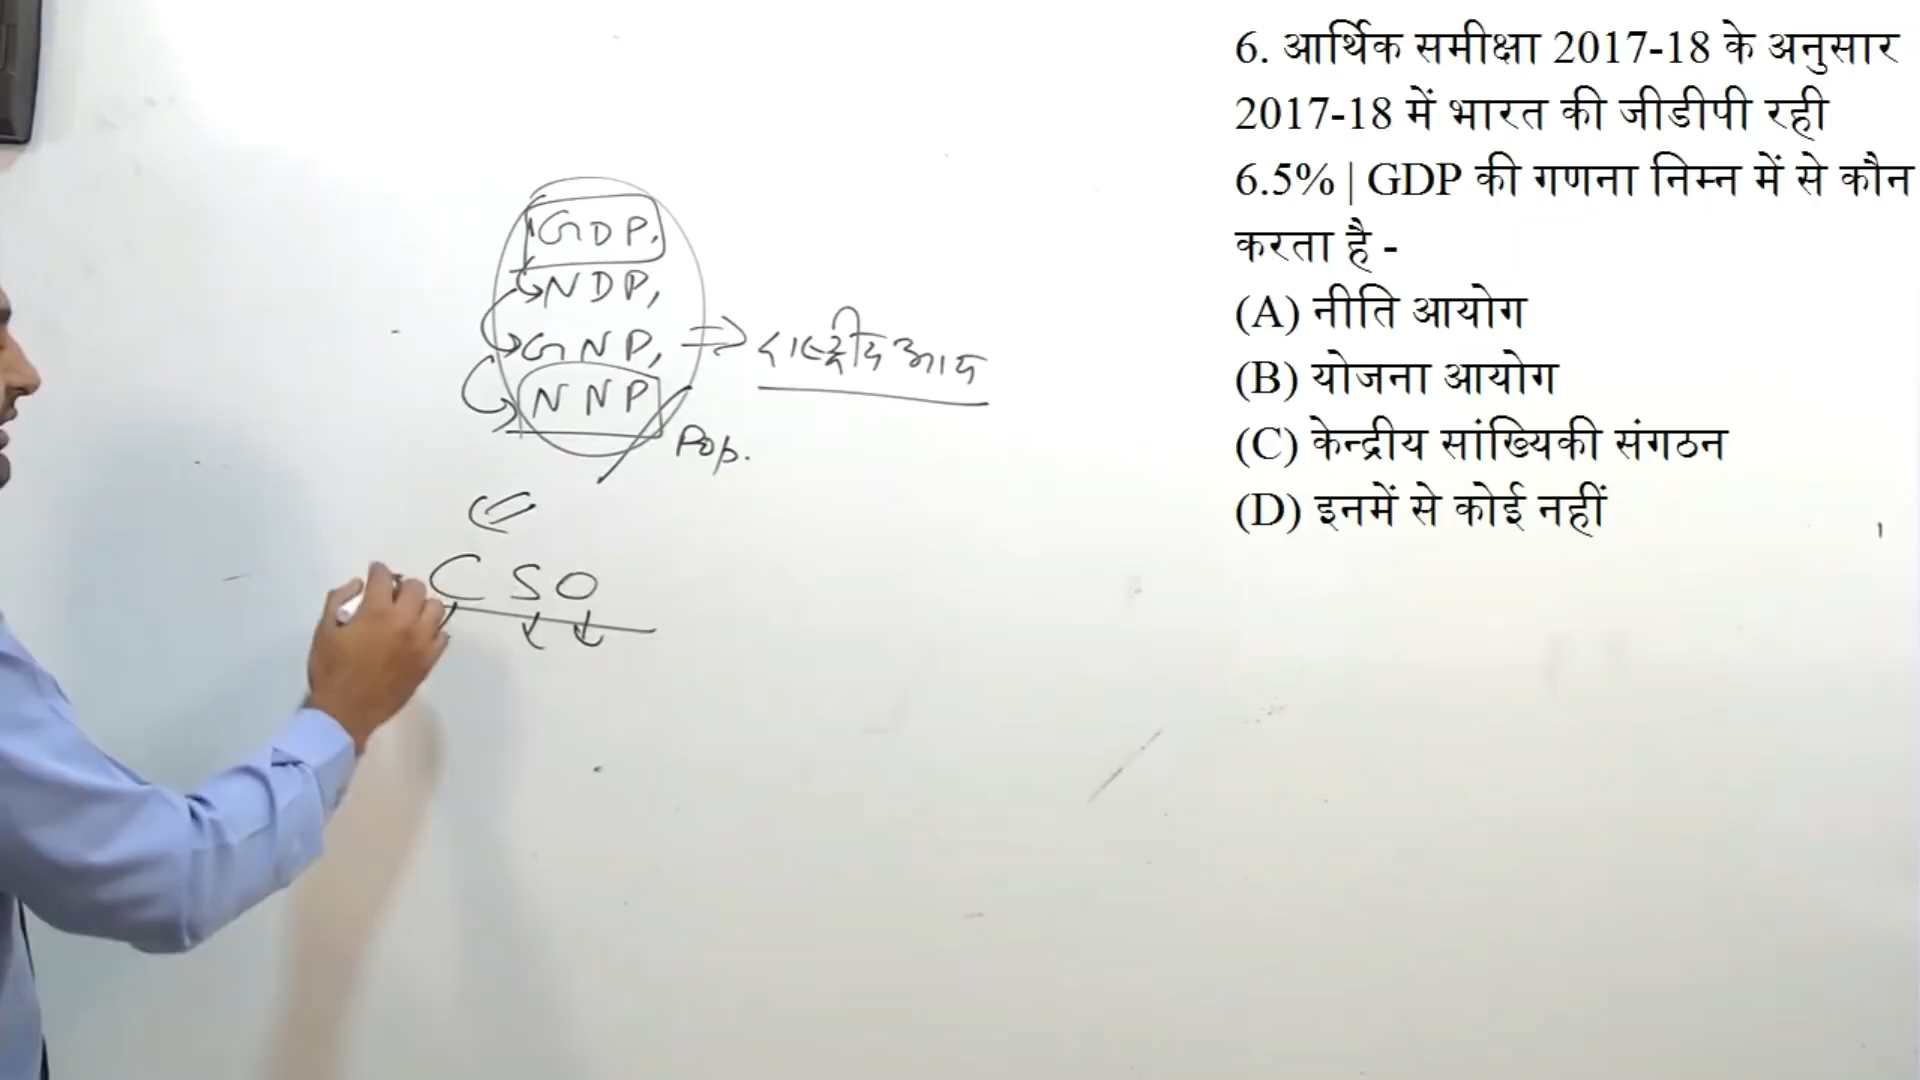 GDP,
NDP,
GNP, ⇒ राष्ट्रीय आय
NNP
Pop.
CSO
6. आर्थिक समीक्षा 2017-18 के अनुसार
2017-18 में भारत की जीडीपी रही
6.5% | GDP की गणना निम्न में से कौन
करता है -
(A) नीति आयोग
(B) योजना आयोग
(C) केन्द्रीय सांख्यिकी संगठन
(D) इनमें से कोई नहीं